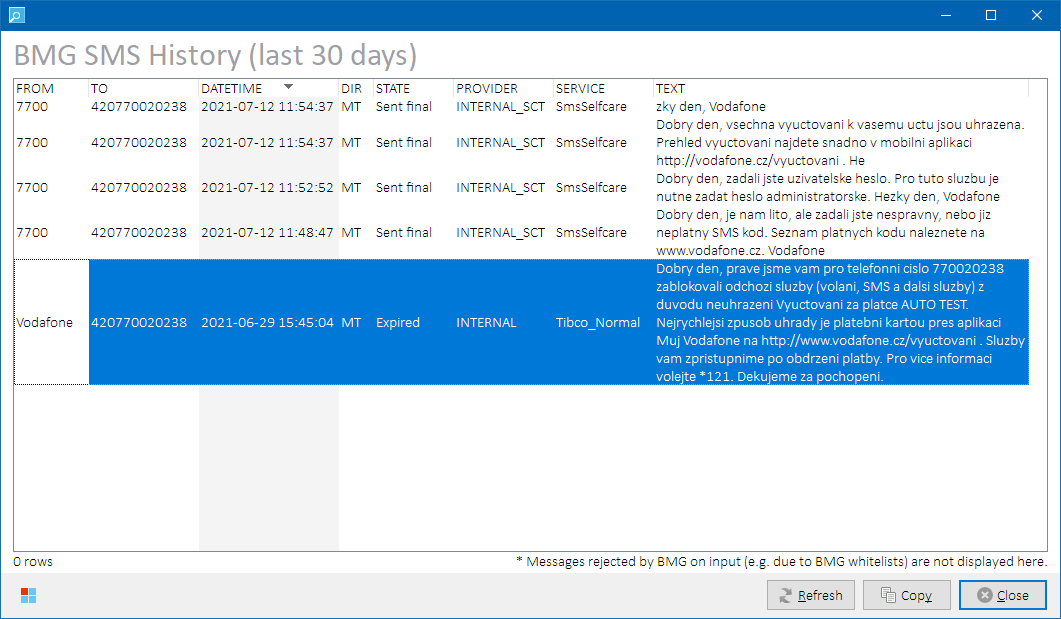 BMG SMS History (last 30 days)
FROM TO DATETIME DIR STATE PROVIDER SERVICE TEXT
7700 420770020238 2021-07-12 11:54:37 MT Sent final INTERNAL_SCT SmsSelfcare zky den, Vodafone
Dobry den, vsechna vyuctovani k vasemu uctu jsou uhrazena.
7700 420770020238 2021-07-12 11:54:37 MT Sent final INTERNAL_SCT SmsSelfcare Prehled vyuctovani najdete snadno v mobilni aplikaci
http://vodafone.cz/vyuctovani . He
Dobry den, zadali jste uzivatelske heslo. Pro tuto sluzbu je
7700 420770020238 2021-07-12 11:52:52 MT Sent final INTERNAL_SCT SmsSelfcare nutne zadat heslo administratorske. Hezky den, Vodafone
Dobry den, je nam lito, ale zadali jste nespravny, nebo jiz
7700 420770020238 2021-07-12 11:48:47 MT Sent final INTERNAL_SCT SmsSelfcare neplatny SMS kod. Seznam platnych kodu naleznete na
www.vodafone.cz. Vodafone
Dobry den, prave jsme vam pro telefonni cislo 770020238
zablokovali odchozi sluzby (volani, SMS a dalsi sluzby) z
duvodu neuhrazeni Vyuctovani za platce AUTO TEST.
Vodafone 420770020238 2021-06-29 15:45:04 MT Expired INTERNAL Tibco_Normal Nejrychlejsi zpusob uhrady je platebni kartou pres aplikaci
Muj Vodafone na http://www.vodafone.cz/vyuctovani . Sluzby
vam zpristupnime po obdrzeni platby. Pro vice informaci
volejte *121. Dekujeme za pochopeni.
0 rows * Messages rejected by BMG on input (e.g. due to BMG whitelists) are not displayed here.
Refresh Copy Close